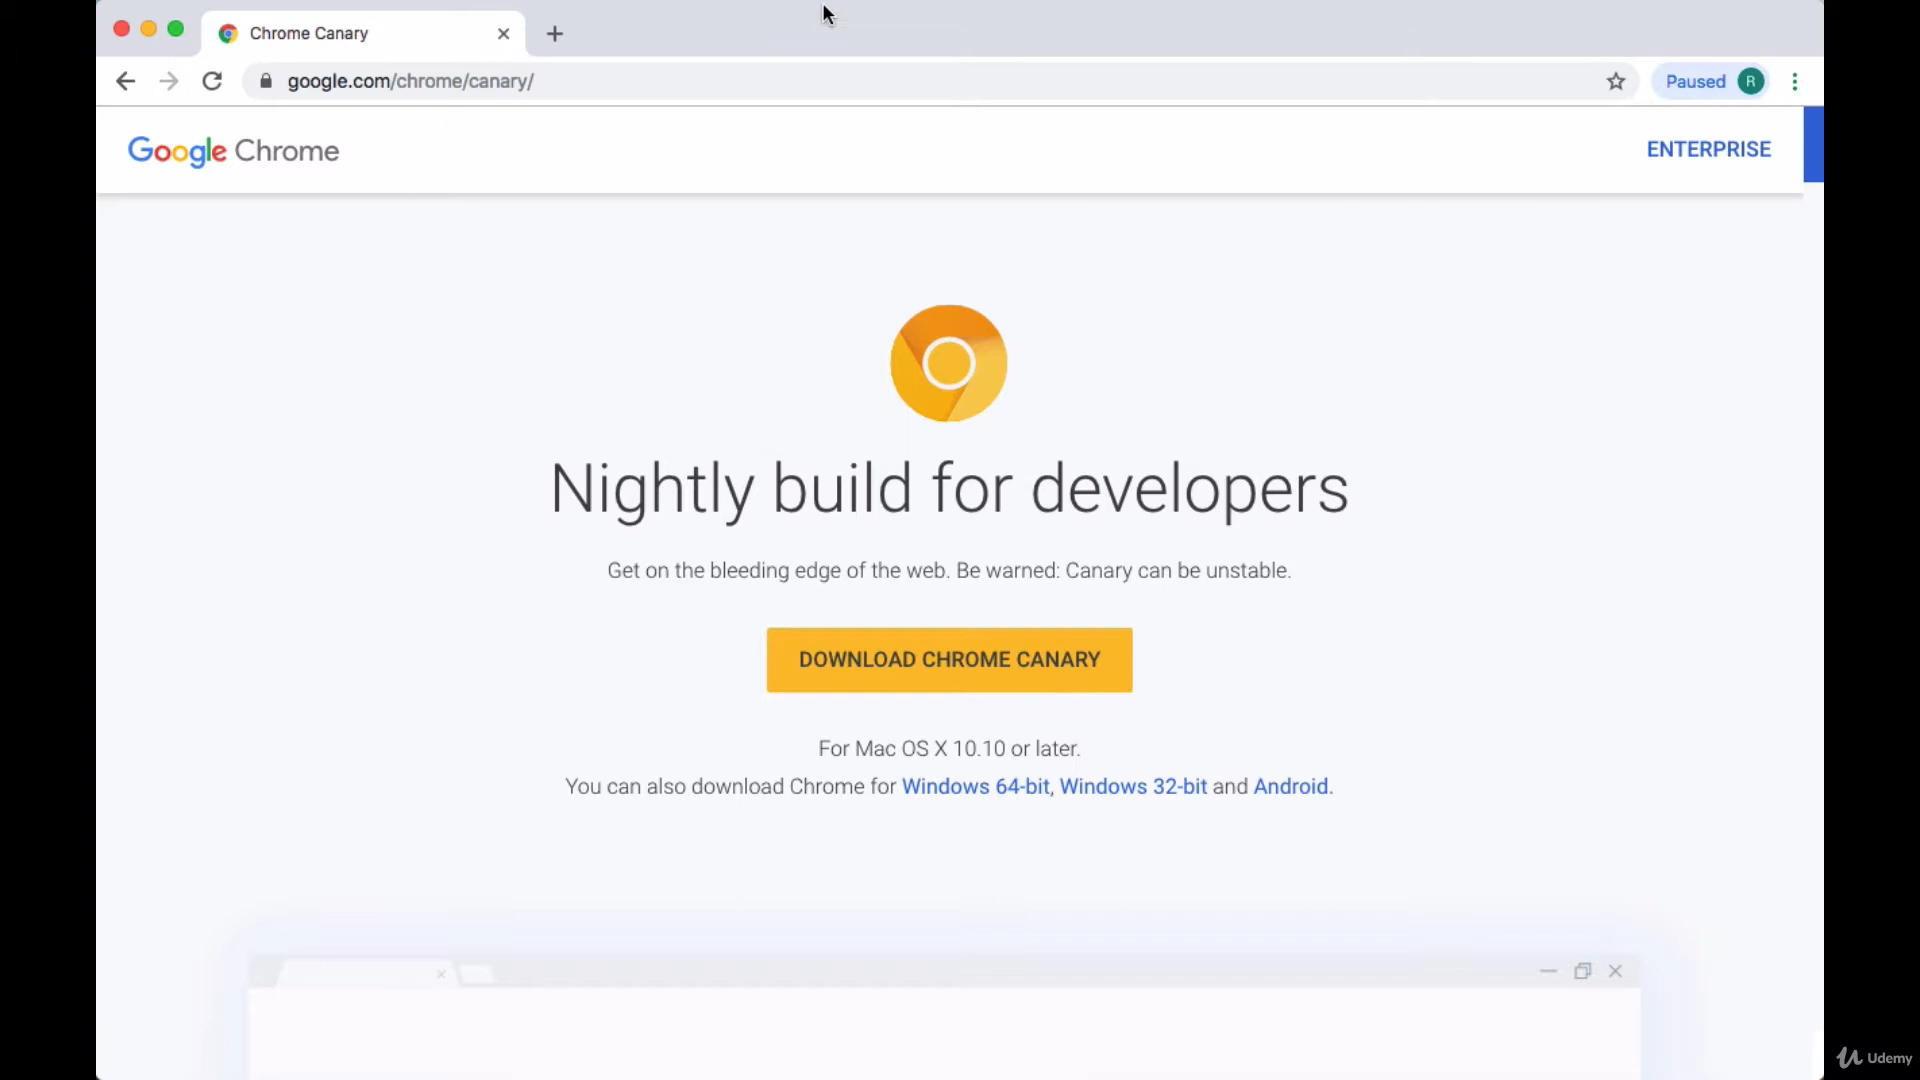 Chrome Canary
google.com/chrome/canary/
Paused R
Google Chrome
ENTERPRISE
Nightly build for developers
Get on the bleeding edge of the web. Be warned: Canary can be unstable.
DOWNLOAD CHROME CANARY
For Mac OS X 10.10 or later.
You can also download Chrome for Windows 64-bit, Windows 32-bit and Android.
Udemy